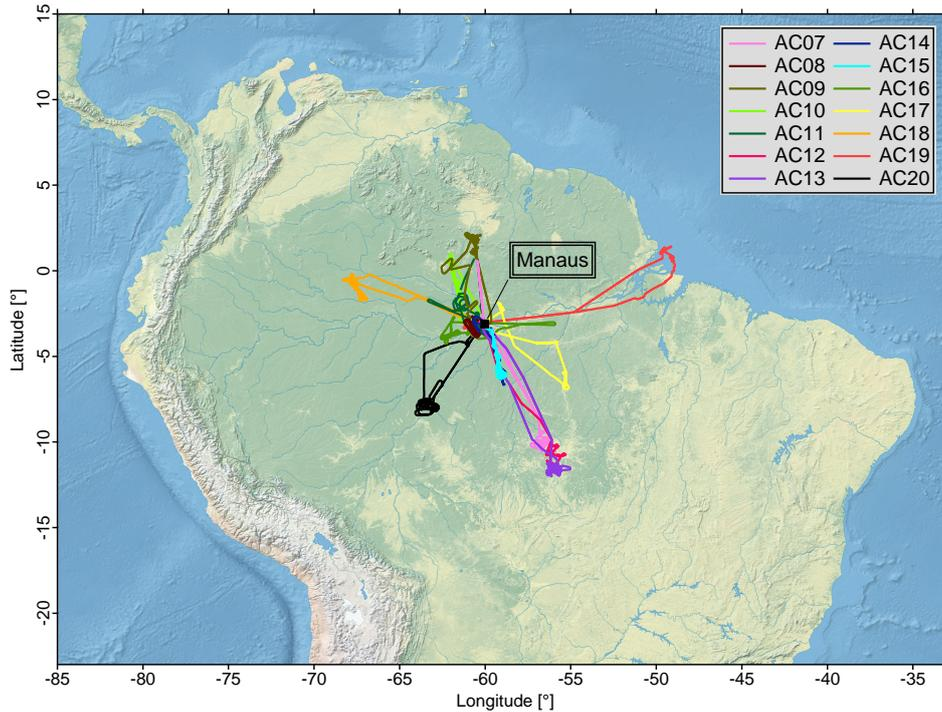 15
10
5
0
-5
-10
-15
-20
Latitude [°]
AC07 AC14
AC08 AC15
AC09 AC16
AC10 AC17
AC11 AC18
AC12 AC19
AC13 AC20
Manaus
-85 -80 -75 -70 -65 -60 -55 -50 -45 -40 -35
Longitude [°]